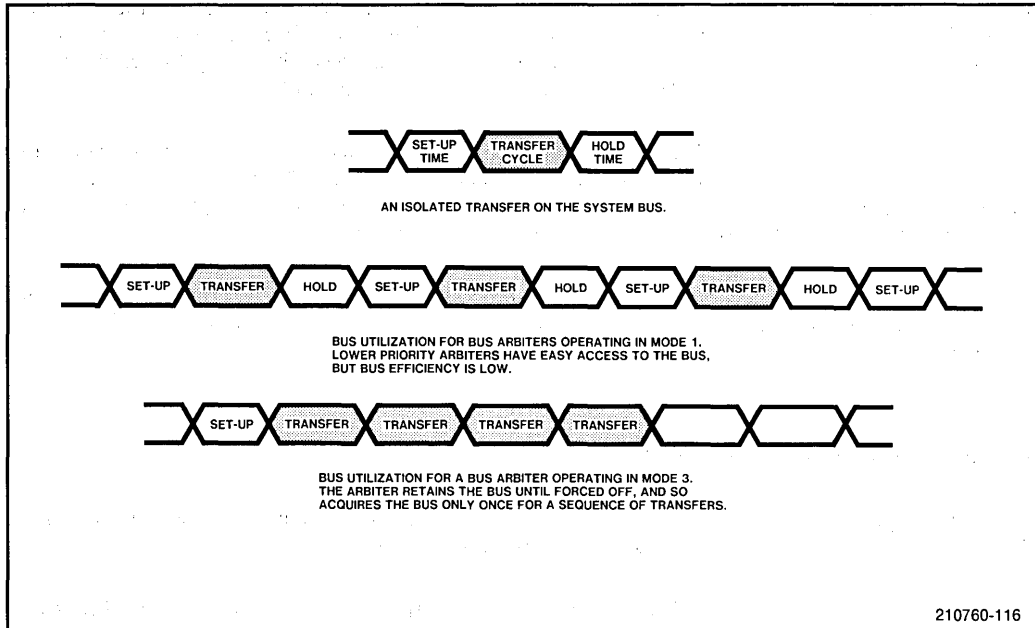 SET-UP TIME
TRANSFER CYCLE
HOLD TIME
AN ISOLATED TRANSFER ON THE SYSTEM BUS.
SET-UP TRANSFER HOLD SET-UP TRANSFER HOLD SET-UP TRANSFER HOLD SET-UP
BUS UTILIZATION FOR BUS ARBITERS OPERATING IN MODE 1.
LOWER PRIORITY ARBITERS HAVE EASY ACCESS TO THE BUS,
BUT BUS EFFICIENCY IS LOW.
SET-UP TRANSFER TRANSFER TRANSFER TRANSFER
BUS UTILIZATION FOR A BUS ARBITER OPERATING IN MODE 3.
THE ARBITER RETAINS THE BUS UNTIL FORCED OFF, AND SO
ACQUIRES THE BUS ONLY ONCE FOR A SEQUENCE OF TRANSFERS.
210760-116